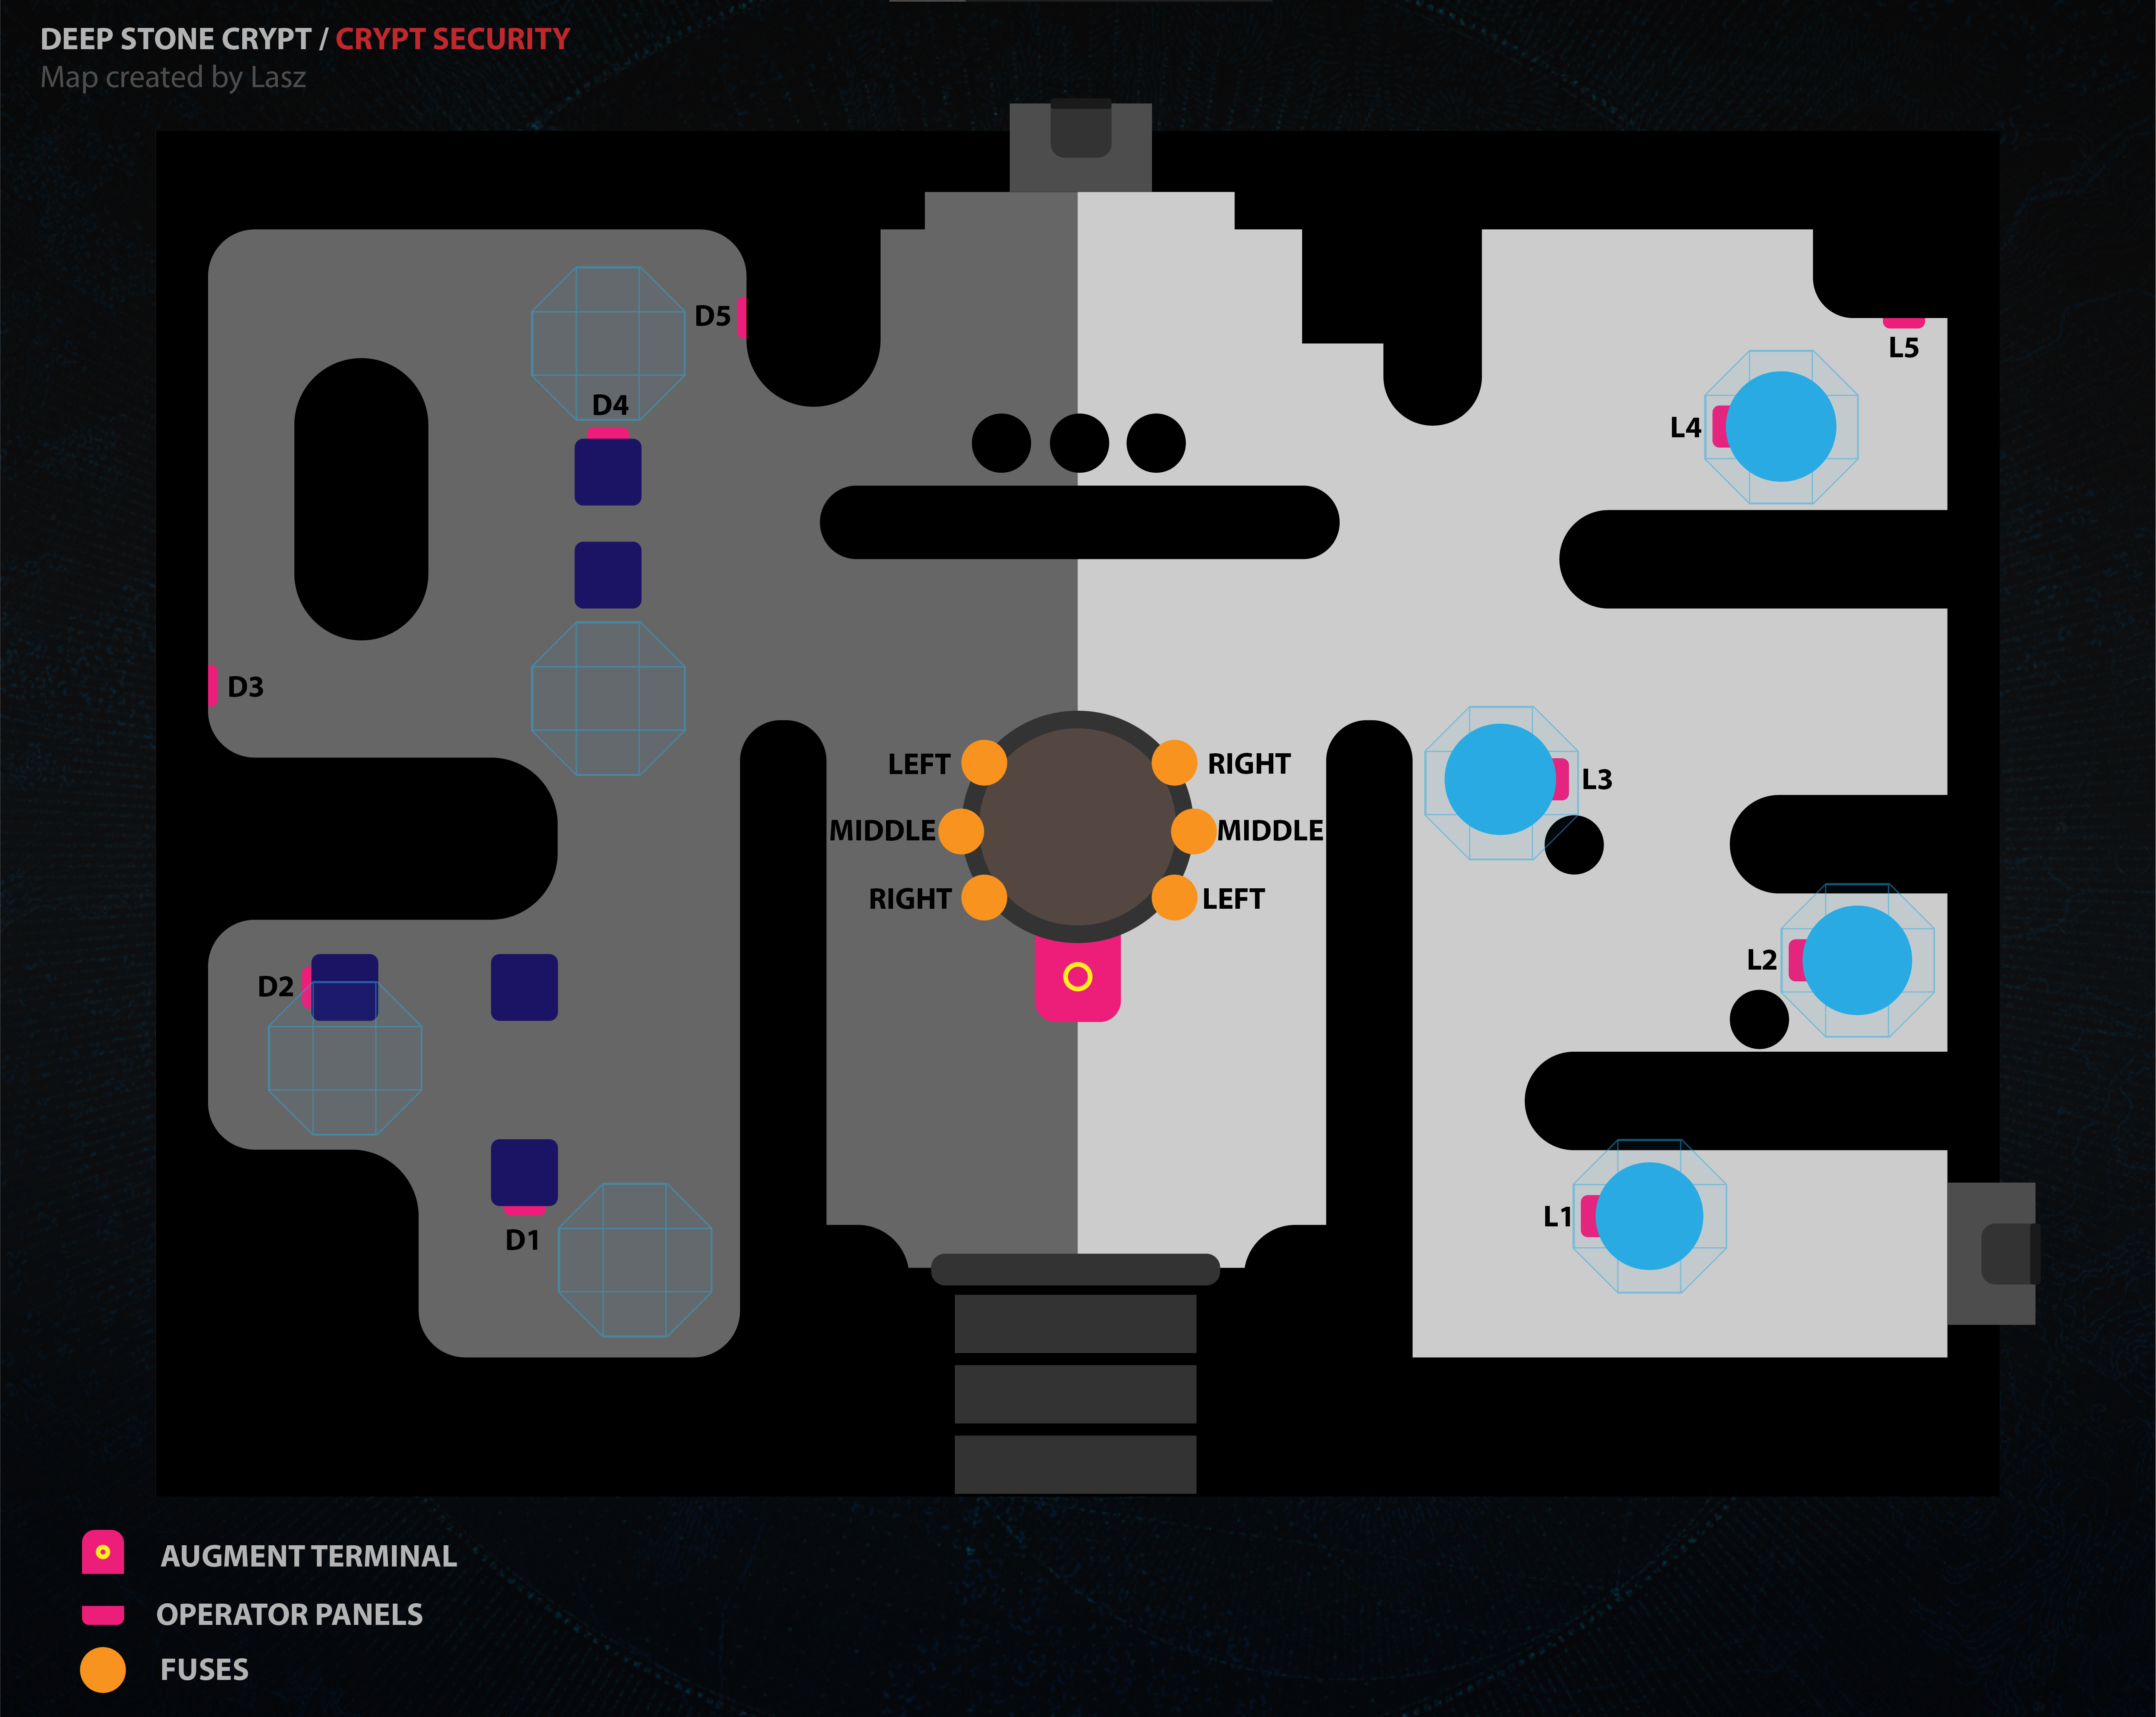 DEEP STONE CRYPT / CRYPT SECURITY
Map created by Lasz
D5
L5
D4
L4
D3
LEFT
RIGHT
L3
MIDDLE
MIDDLE
RIGHT
LEFT
D2
L2
D1
L1
AUGMENT TERMINAL
OPERATOR PANELS
FUSES